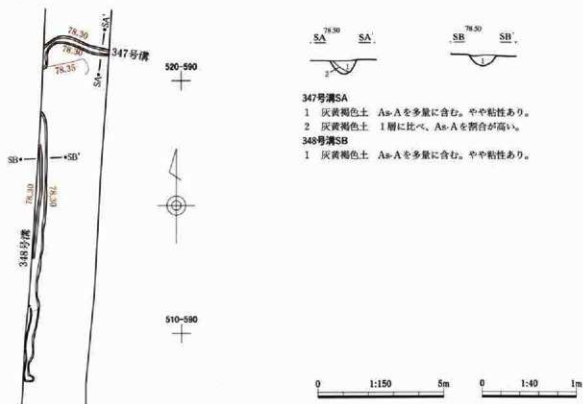 78.30
78.30
78.35
SA
SA'
347号溝
520-590
SB
SB'
78.30
78.30
348号溝
510-590
SA 78.50 SA'
1
2
SB 78.50 SB'
1
347号溝SA
1 灰黄褐色土 As-Aを多量に含む。やや粘性あり。
2 灰黄褐色土 1層に比べ、As-Aを割合が高い。
348号溝SB
1 灰黄褐色土 As-Aを多量に含む。やや粘性あり。
0 1:150 5m
0 1:40 1m